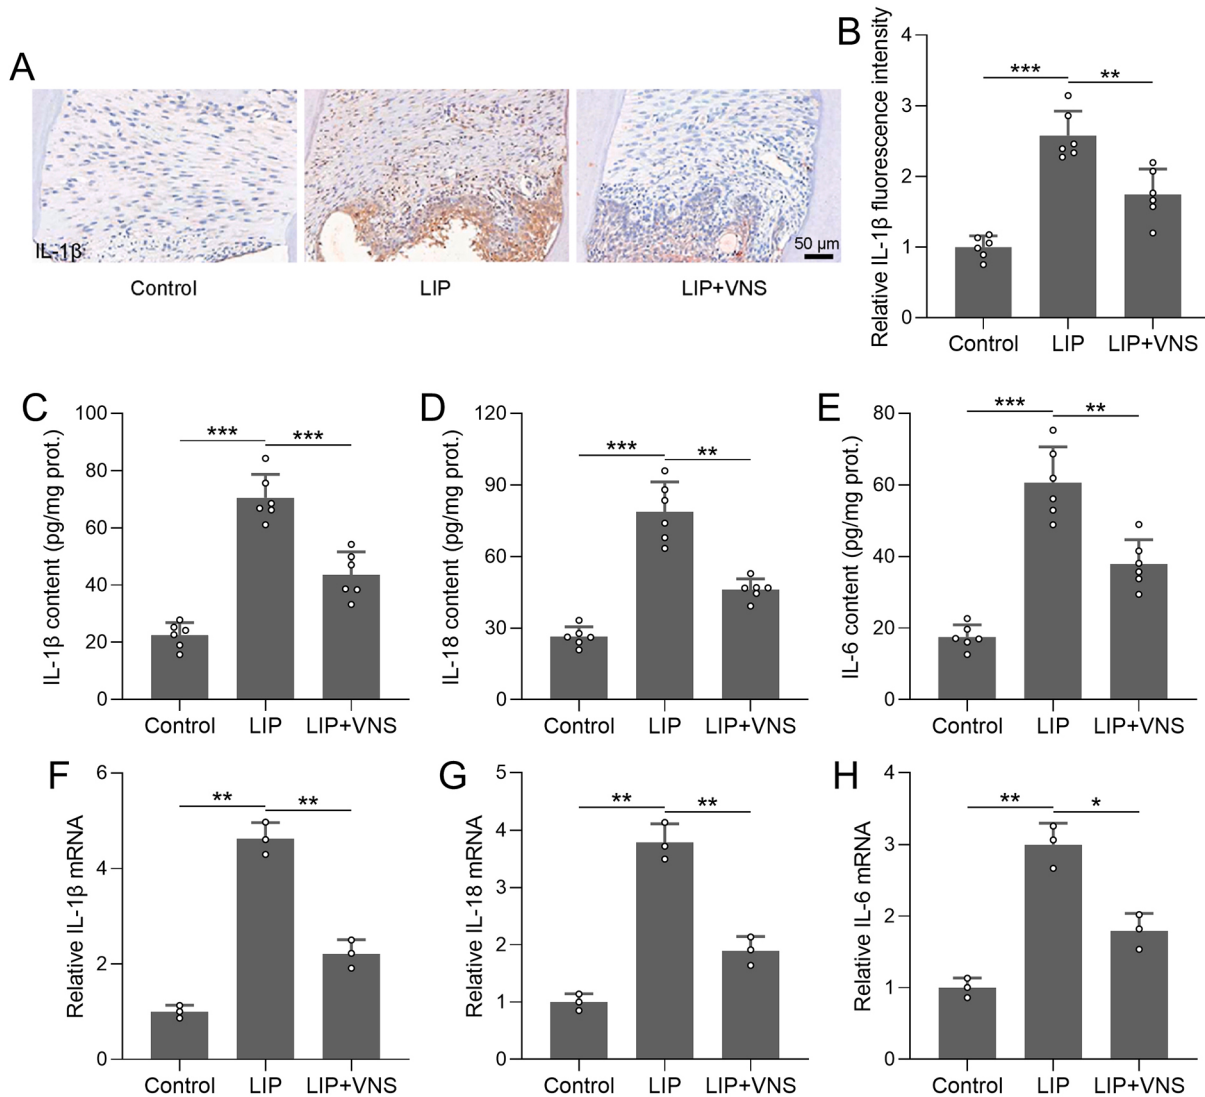 A
IL-1β
50 μm
Control
LIP
LIP+VNS
B
Relative IL-1β fluorescence intensity
4
3
2
1
0
***
**
Control
LIP
LIP+VNS
C
IL-1β content (pg/mg prot.)
100
80
60
40
20
0
***
***
Control
LIP
LIP+VNS
D
IL-18 content (pg/mg prot.)
120
90
60
30
0
***
**
Control
LIP
LIP+VNS
E
IL-6 content (pg/mg prot.)
80
60
40
20
0
***
**
Control
LIP
LIP+VNS
F
Relative IL-1β mRNA
6
4
2
0
**
**
Control
LIP
LIP+VNS
G
Relative IL-18 mRNA
5
4
3
2
1
0
**
**
Control
LIP
LIP+VNS
H
Relative IL-6 mRNA
4
3
2
1
0
**
*
Control
LIP
LIP+VNS